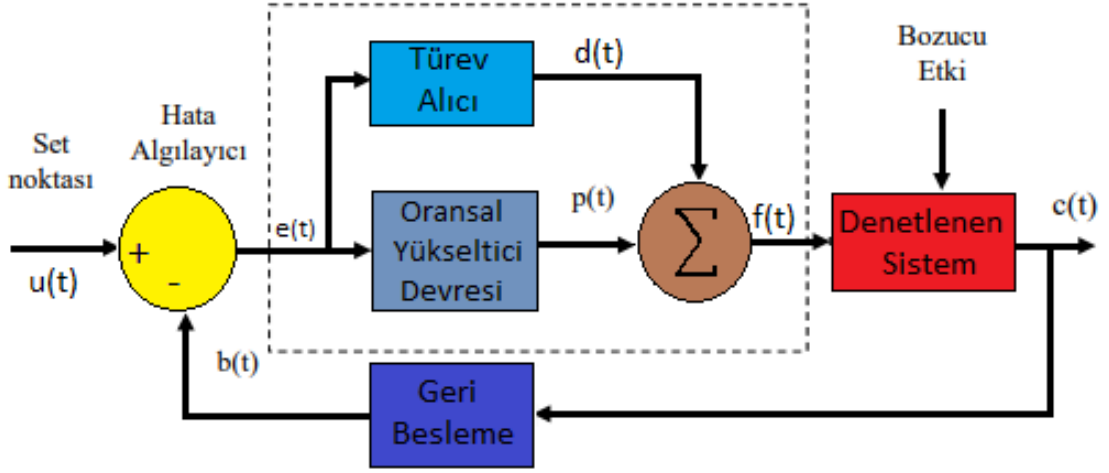 Türev
Alıcı
d(t)
Bozucu
Etki
Hata
Algılayıcı
Set
noktası
u(t)
+
-
e(t)
Oransal
Yükseltici
Devresi
p(t)
Σ
f(t)
Denetlenen
Sistem
c(t)
b(t)
Geri
Besleme